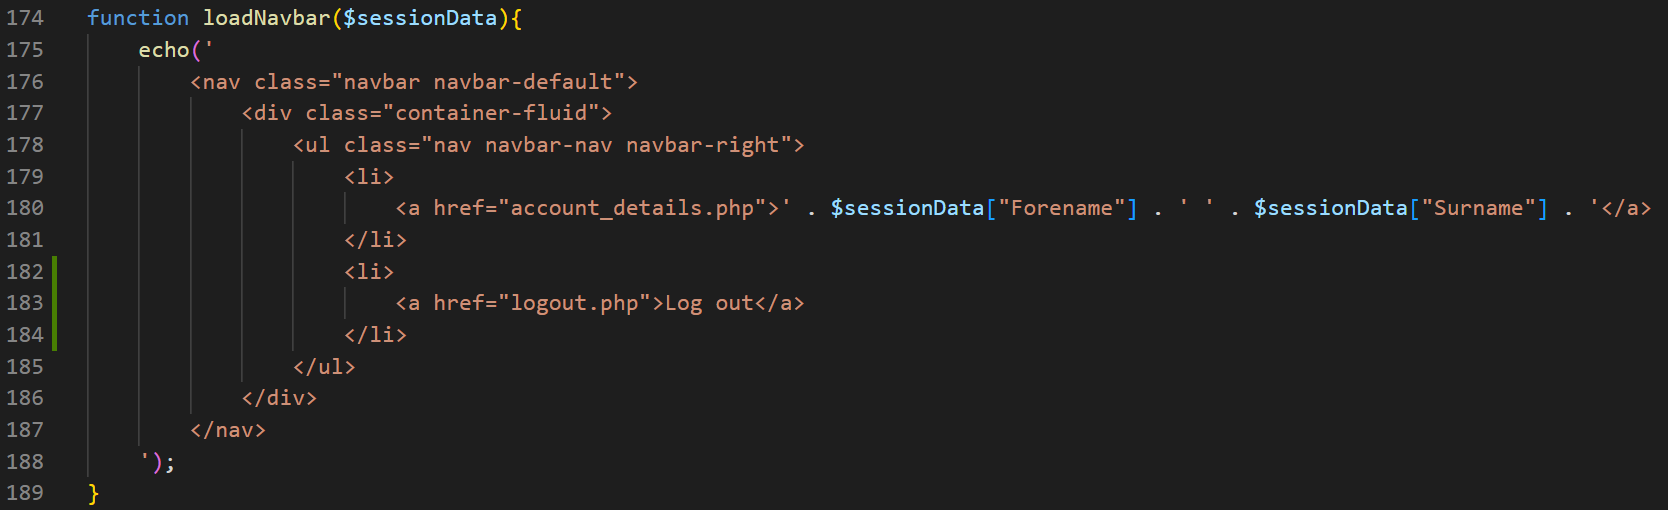 174 function loadNavbar($sessionData){
175     echo('
176         <nav class="navbar navbar-default">
177             <div class="container-fluid">
178                 <ul class="nav navbar-nav navbar-right">
179                     <li>
180                         <a href="account_details.php">' . $sessionData["Forename"] . ' ' . $sessionData["Surname"] . '</a>
181                     </li>
182                     <li>
183                         <a href="logout.php">Log out</a>
184                     </li>
185                 </ul>
186             </div>
187         </nav>
188     ');
189 }